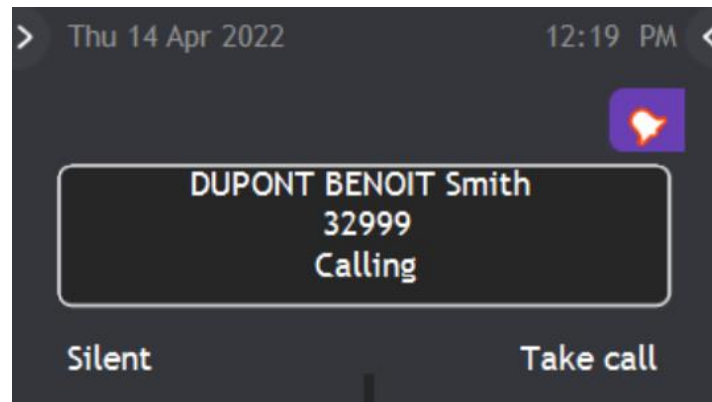 Thu 14 Apr 2022 12:19 PM
DUPONT BENOIT Smith
32999
Calling
Silent Take call